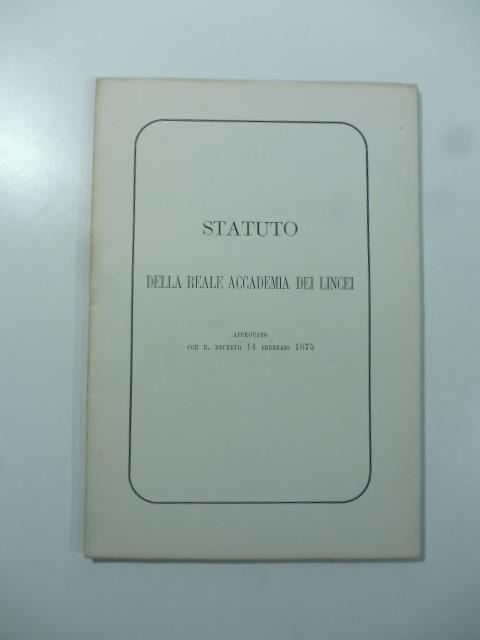 STATUTO
DELLA REALE ACCADEMIA DEI LINCEI
APPROVATO
CON R. DECRETO 14 FEBBRAIO 1875